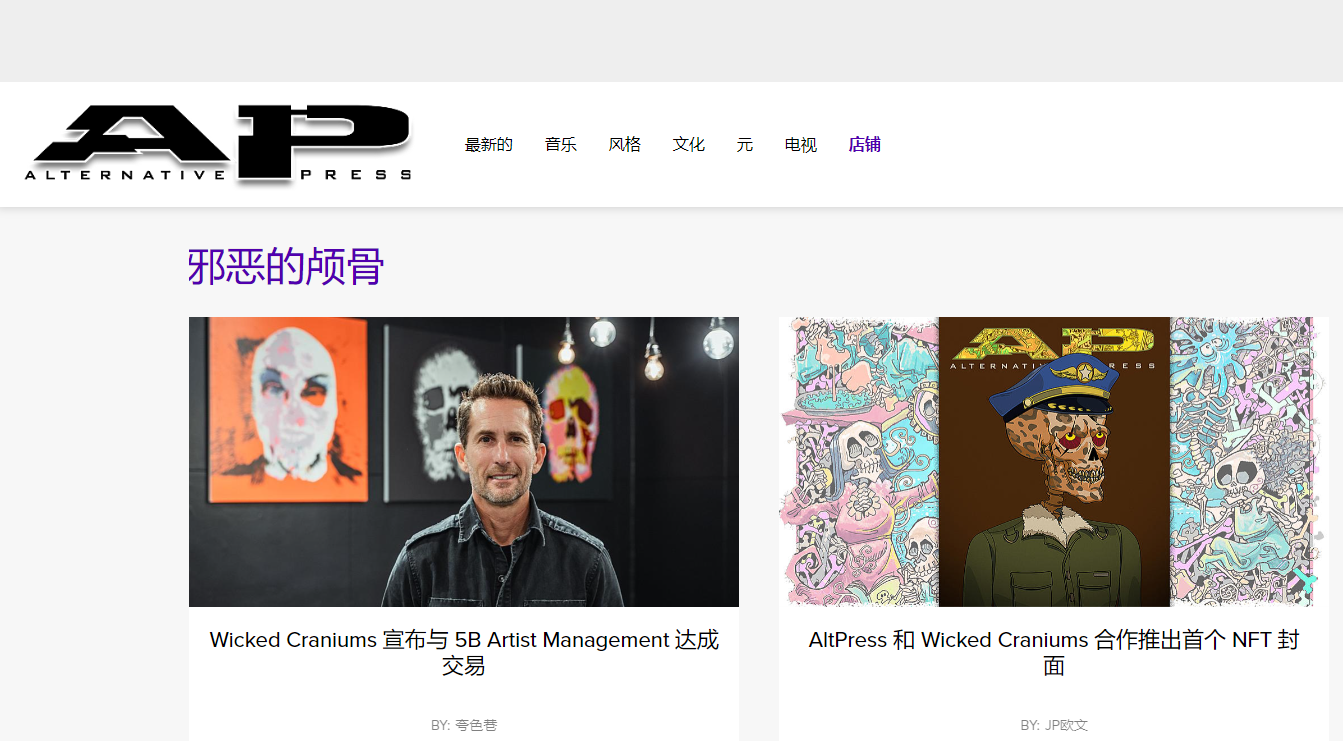 AP
ALTERNATIVE PRESS
最新的 音乐 风格 文化 元 电视 店铺
邪恶的颅骨
AP
ALTERNATI PRESS
Wicked Craniums 宣布与 5B Artist Management 达成
交易
BY: 夸色巷
AltPress 和 Wicked Craniums 合作推出首个 NFT 封
面
BY: JP欧文